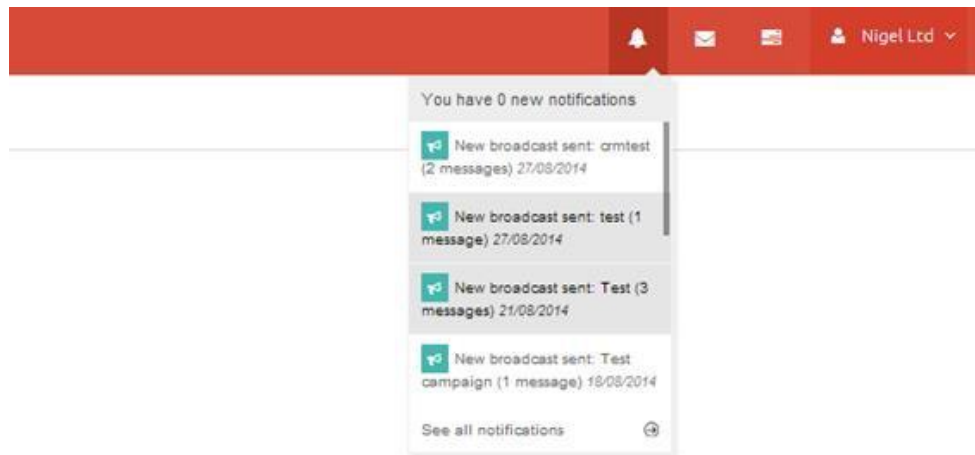 Nigel Ltd
You have 0 new notifications
New broadcast sent: crmtest
(2 messages) 27/08/2014
New broadcast sent: test (1
message) 27/08/2014
New broadcast sent: Test (3
messages) 21/08/2014
New broadcast sent: Test
campaign (1 message) 18/08/2014
See all notifications